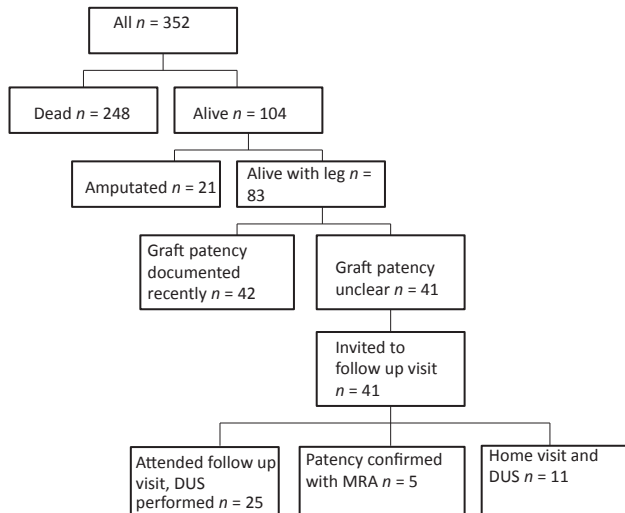 All n = 352
Dead n = 248
Alive n = 104
Amputated n = 21
Alive with leg n =
83
Graft patency
documented
recently n = 42
Graft patency
unclear n = 41
Invited to
follow up visit
n = 41
Attended follow up
visit, DUS
performed n = 25
Patency confirmed
with MRA n = 5
Home visit and
DUS n = 11